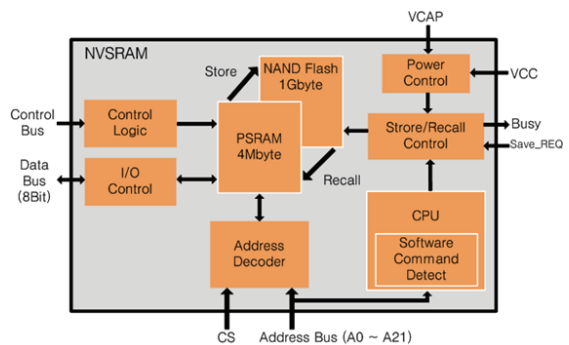 VCAP
NVSRAM
Store
NAND Flash
1Gbyte
Power
Control
VCC
Control
Bus
Control
Logic
PSRAM
4Mbyte
Strore/Recall
Control
Busy
Save_REQ
Data
Bus
(8Bit)
I/O
Control
Recall
CPU
Software
Command
Detect
Address
Decoder
CS
Address Bus (A0 ~ A21)